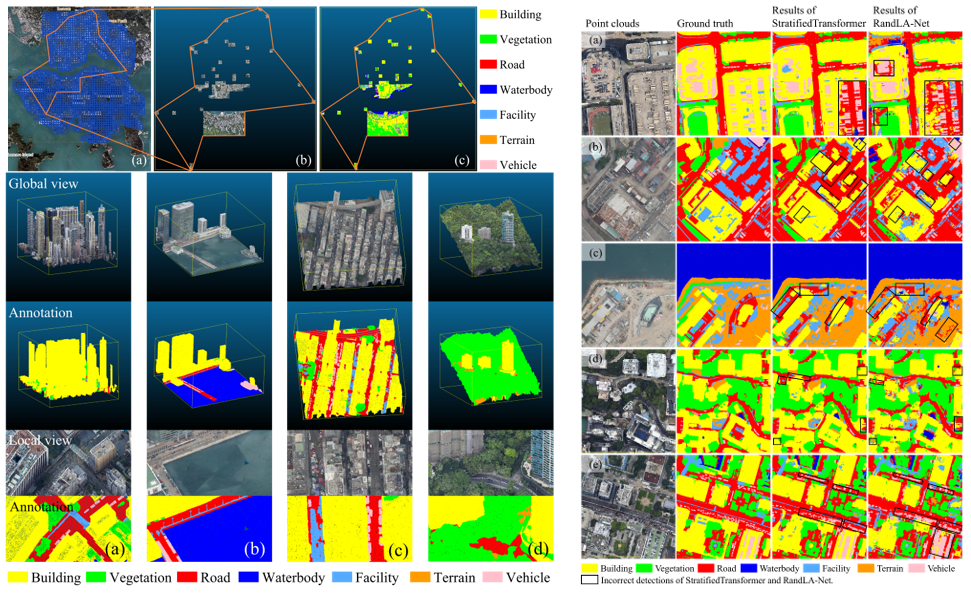 (a)
(b)
(c)
Building
Vegetation
Road
Waterbody
Facility
Terrain
Vehicle
Global view
Annotation
Local view
Annotation
(a)
(b)
(c)
(d)
Building
Vegetation
Road
Waterbody
Facility
Terrain
Vehicle
Point clouds
Ground truth
Results of
StratifiedTransformer
Results of
RandLA-Net
(a)
(b)
(c)
(d)
(e)
Building
Vegetation
Road
Waterbody
Facility
Terrain
Vehicle
Incorrect detections of StratifiedTransformer and RandLA-Net.